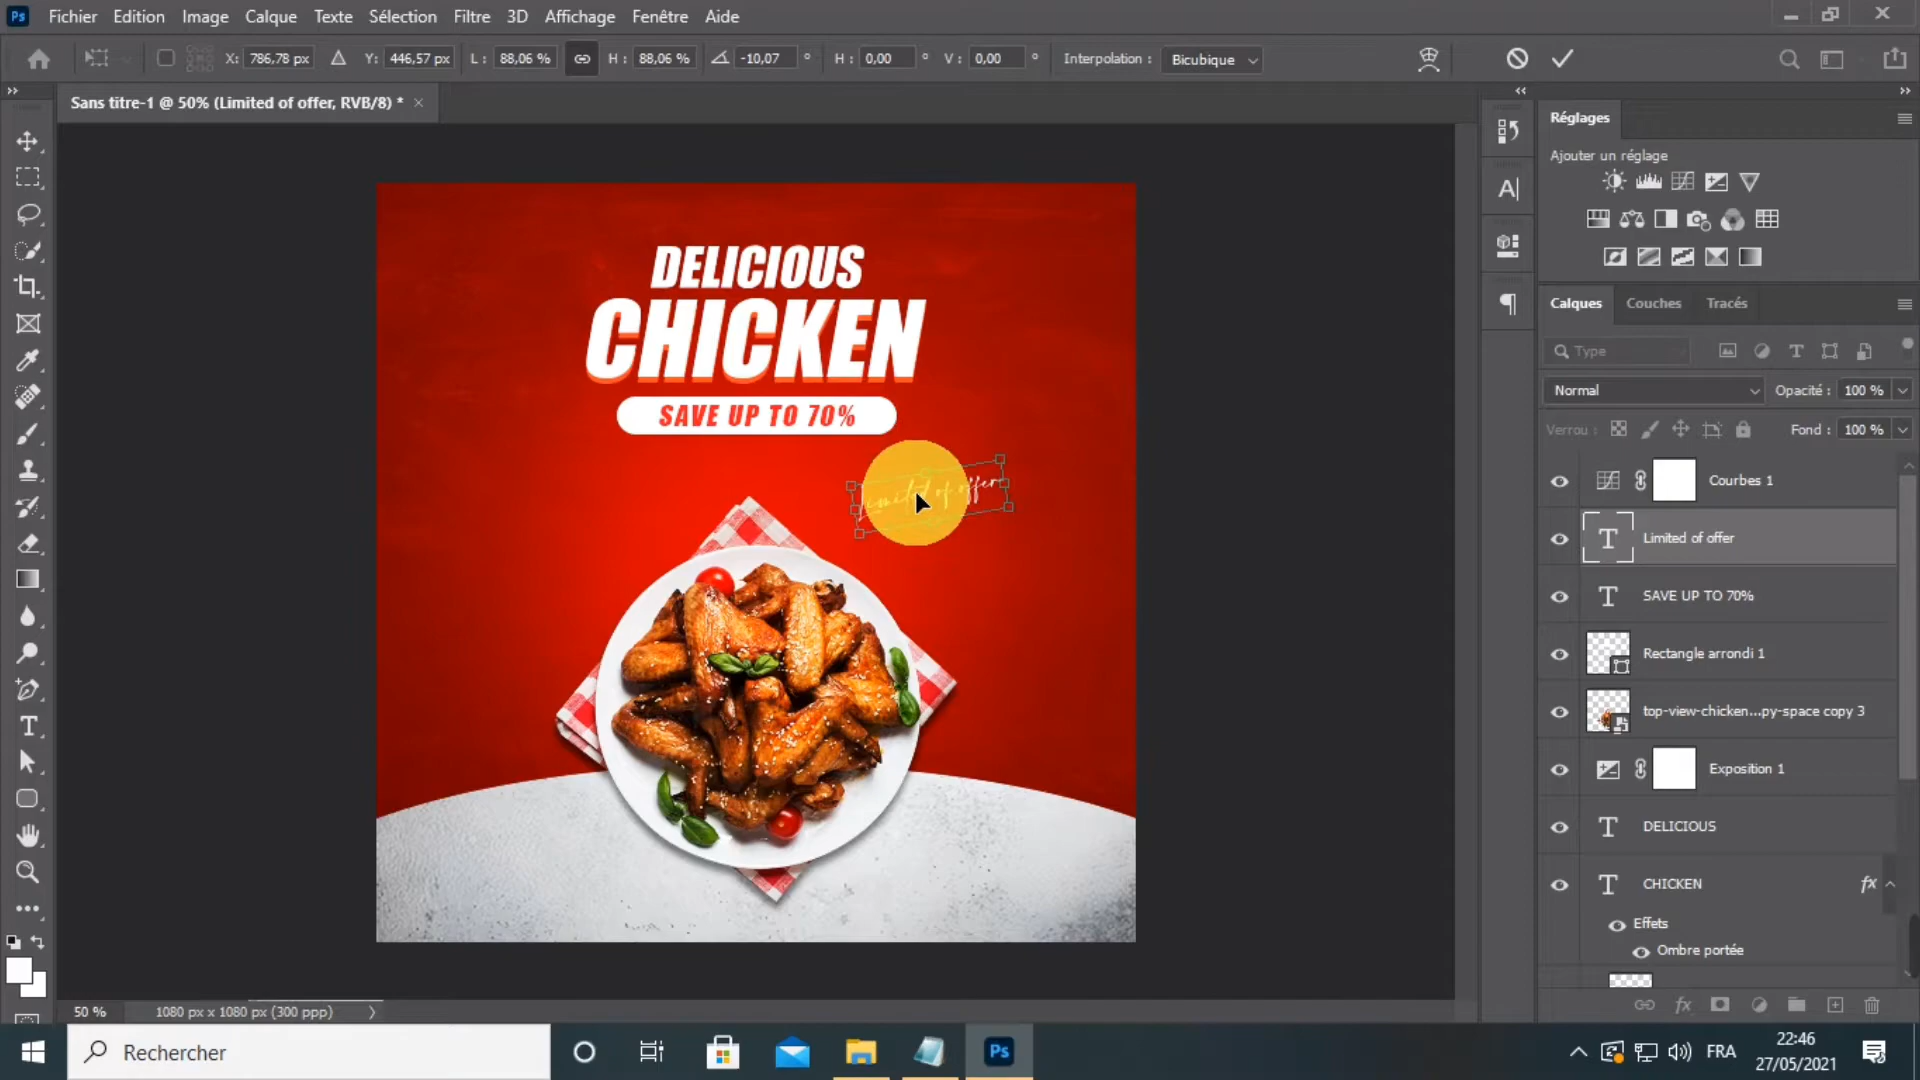 Ps Fichier Edition Image Calque Texte Sélection Filtre 3D Affichage Fenêtre Aide
X: 786,78 px Y: 446,57 px L : 88,06 % H : 88,06 % -10,07 ° H : 0,00 ° V : 0,00 ° Interpolation : Bicubique
Sans titre-1 @ 50% (Limited of offer, RVB/8) *
Réglages
Ajouter un réglage
DELICIOUS
CHICKEN
SAVE UP TO 70%
Limited of offer
Calques Couches Tracés
Type
Normal Opacité : 100 %
Verrou : Fond : 100 %
Courbes 1
Limited of offer
SAVE UP TO 70%
Rectangle arrondi 1
top-view-chicken...py-space copy 3
Exposition 1
DELICIOUS
CHICKEN fx
Effets
Ombre portée
50 % 1080 px x 1080 px (300 ppp)
Rechercher
Ps
FRA
22:46
27/05/2021